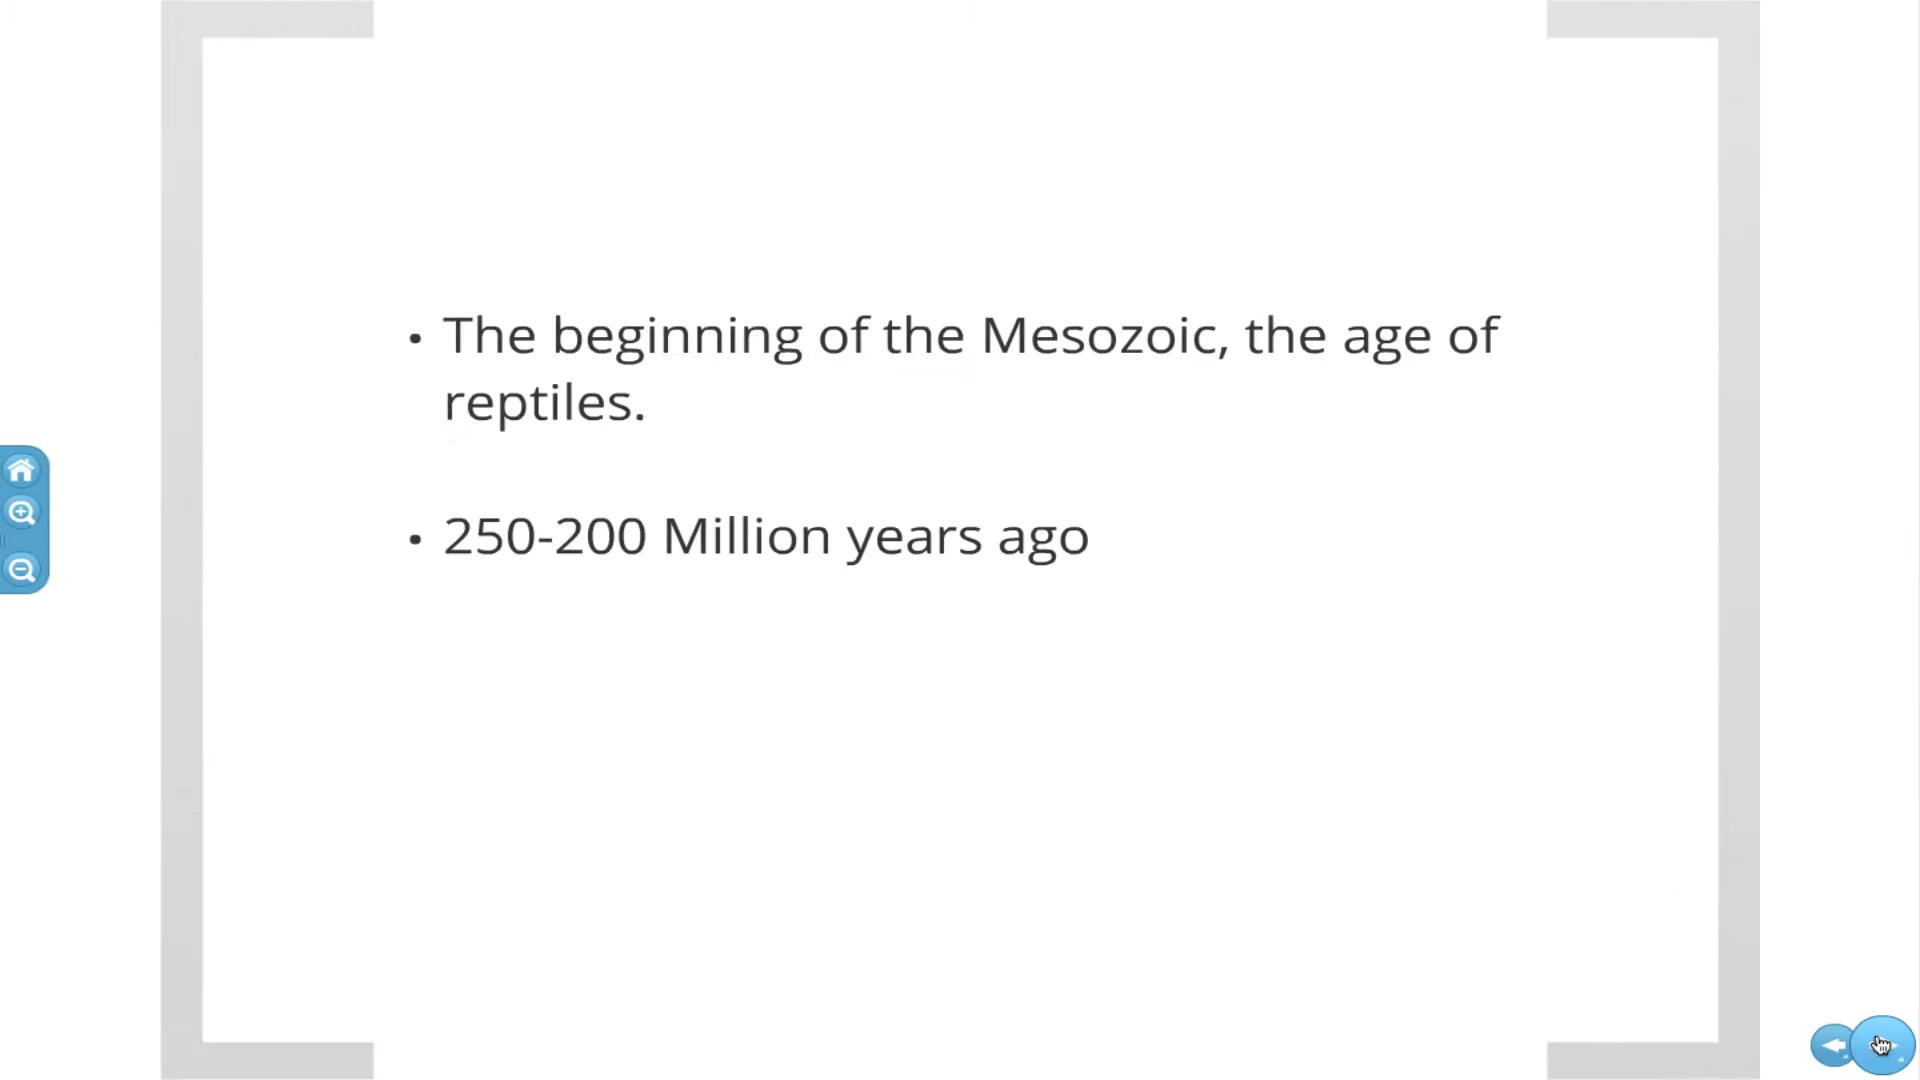 • The beginning of the Mesozoic, the age of
reptiles.
• 250-200 Million years ago